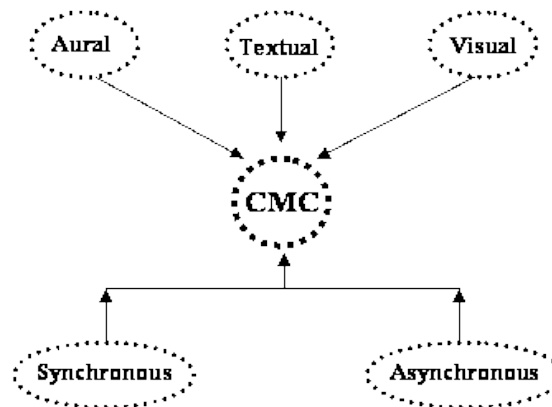 Aural
Textual
Visual
CMC
Synchronous
Asynchronous